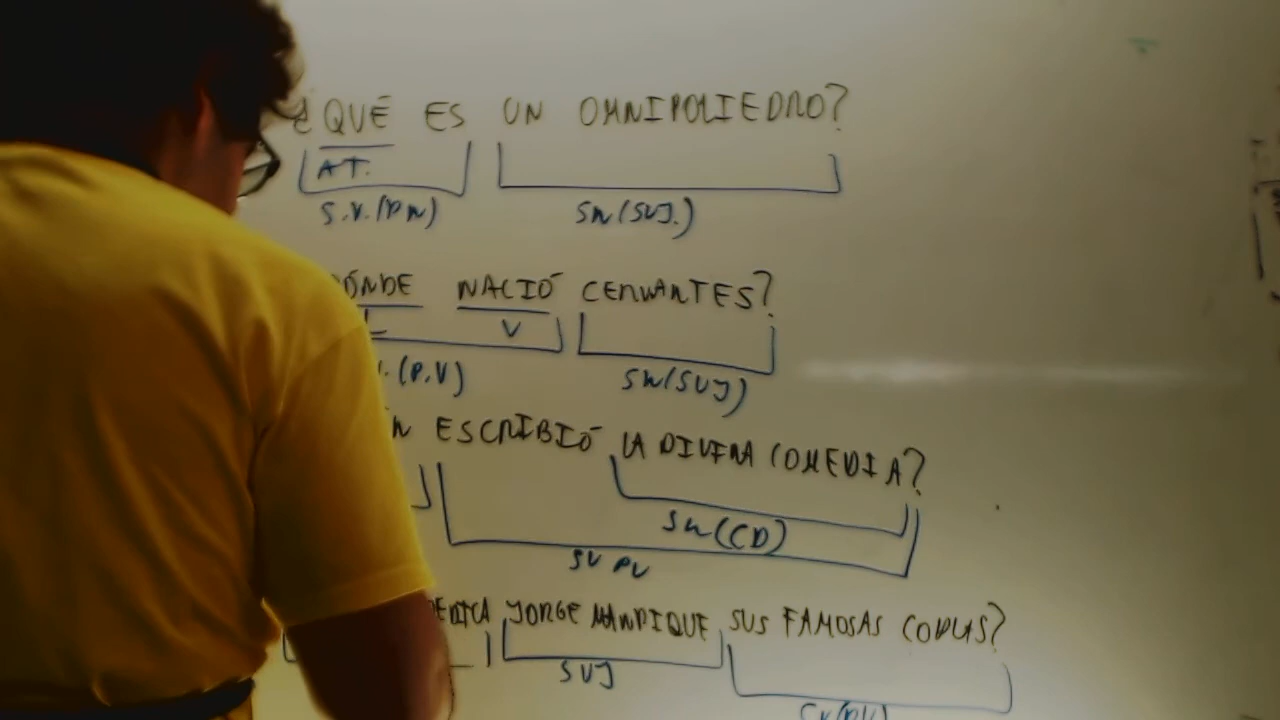 ¿QUÉ ES UN OMNIPOLIEDRO?
AT.
S.V.(PN) SN(SUJ.)
ÓNDE NACIÓ CERVANTES?
V
.(P.V) SN(SUJ)
ESCRIBIÓ LA DIVINA COMEDIA?
SN(CD)
SV PV
JORGE MANRIQUE SUS FAMOSAS COPLAS?
SUJ